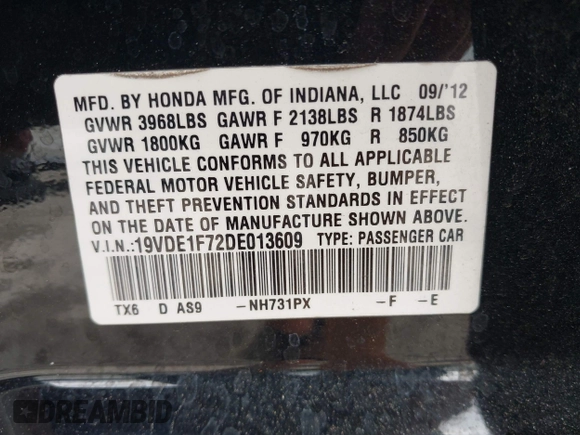 MFD. BY HONDA MFG. OF INDIANA, LLC 09/'12
GVWR 3968LBS GAWR F 2138LBS R 1874LBS
GVWR 1800KG GAWR F 970KG R 850KG
THIS VEHICLE CONFORMS TO ALL APPLICABLE
FEDERAL MOTOR VEHICLE SAFETY, BUMPER,
AND THEFT PREVENTION STANDARDS IN EFFECT
ON THE DATE OF MANUFACTURE SHOWN ABOVE.
V.I.N.:19VDE1F72DE013609 TYPE: PASSENGER CAR
TX6 D AS9 -NH731PX -F -E
DREAMBID